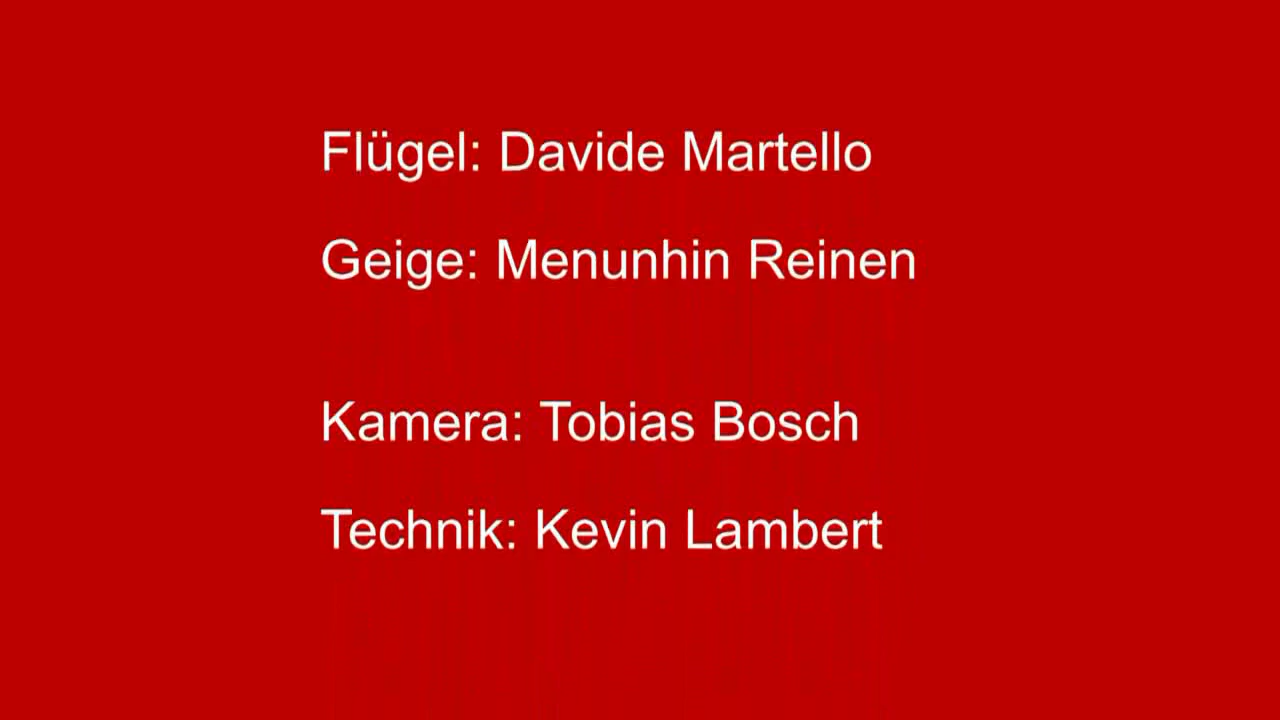 Flügel: Davide Martello
Geige: Menunhin Reinen
Kamera: Tobias Bosch
Technik: Kevin Lambert